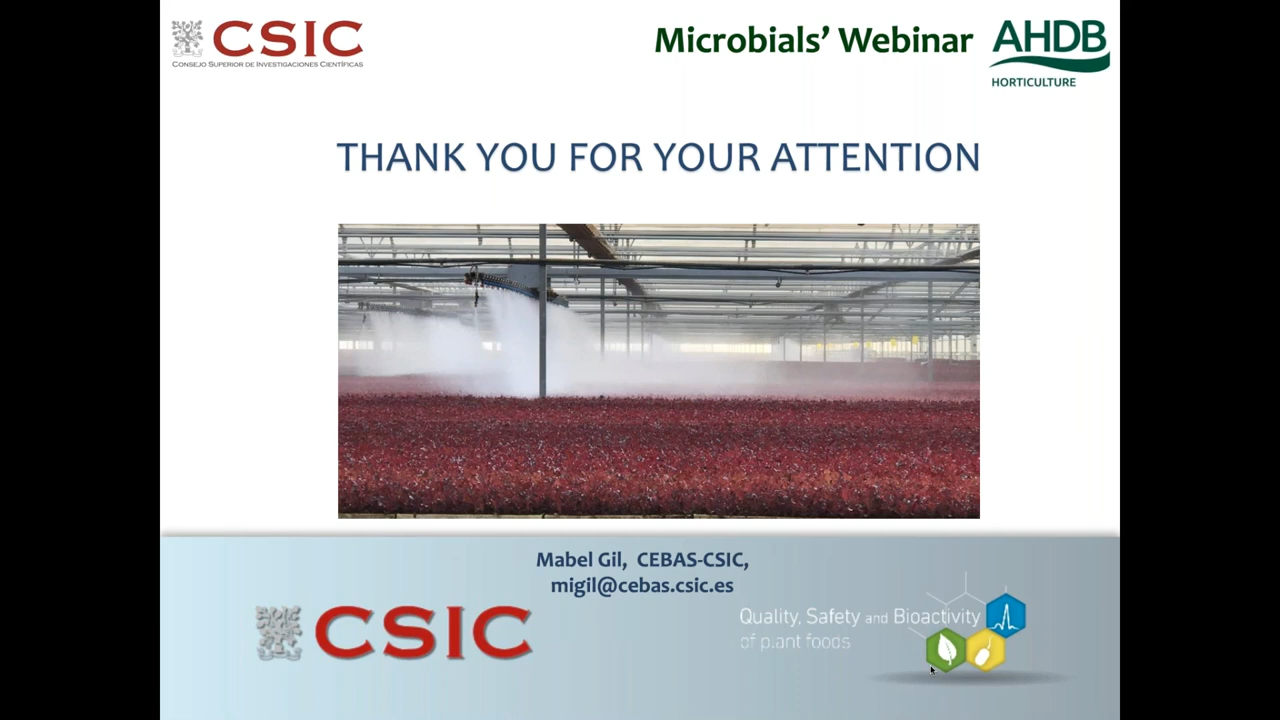 CSIC
CONSEJO SUPERIOR DE INVESTIGACIONES CIENTÍFICAS
Microbials’ Webinar
AHDB
HORTICULTURE
THANK YOU FOR YOUR ATTENTION
Mabel Gil, CEBAS-CSIC,
migil@cebas.csic.es
CSIC
Quality, Safety and Bioactivity
of plant foods